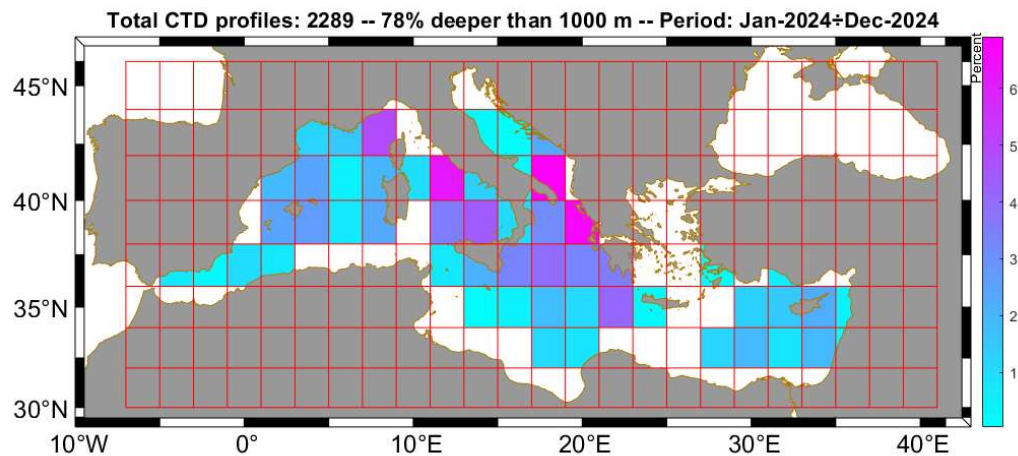 Total CTD profiles: 2289 -- 78% deeper than 1000 m -- Period: Jan-2024÷Dec-2024
Percent
45°N
40°N
35°N
30°N
10°W 0° 10°E 20°E 30°E 40°E
6
5
4
3
2
1